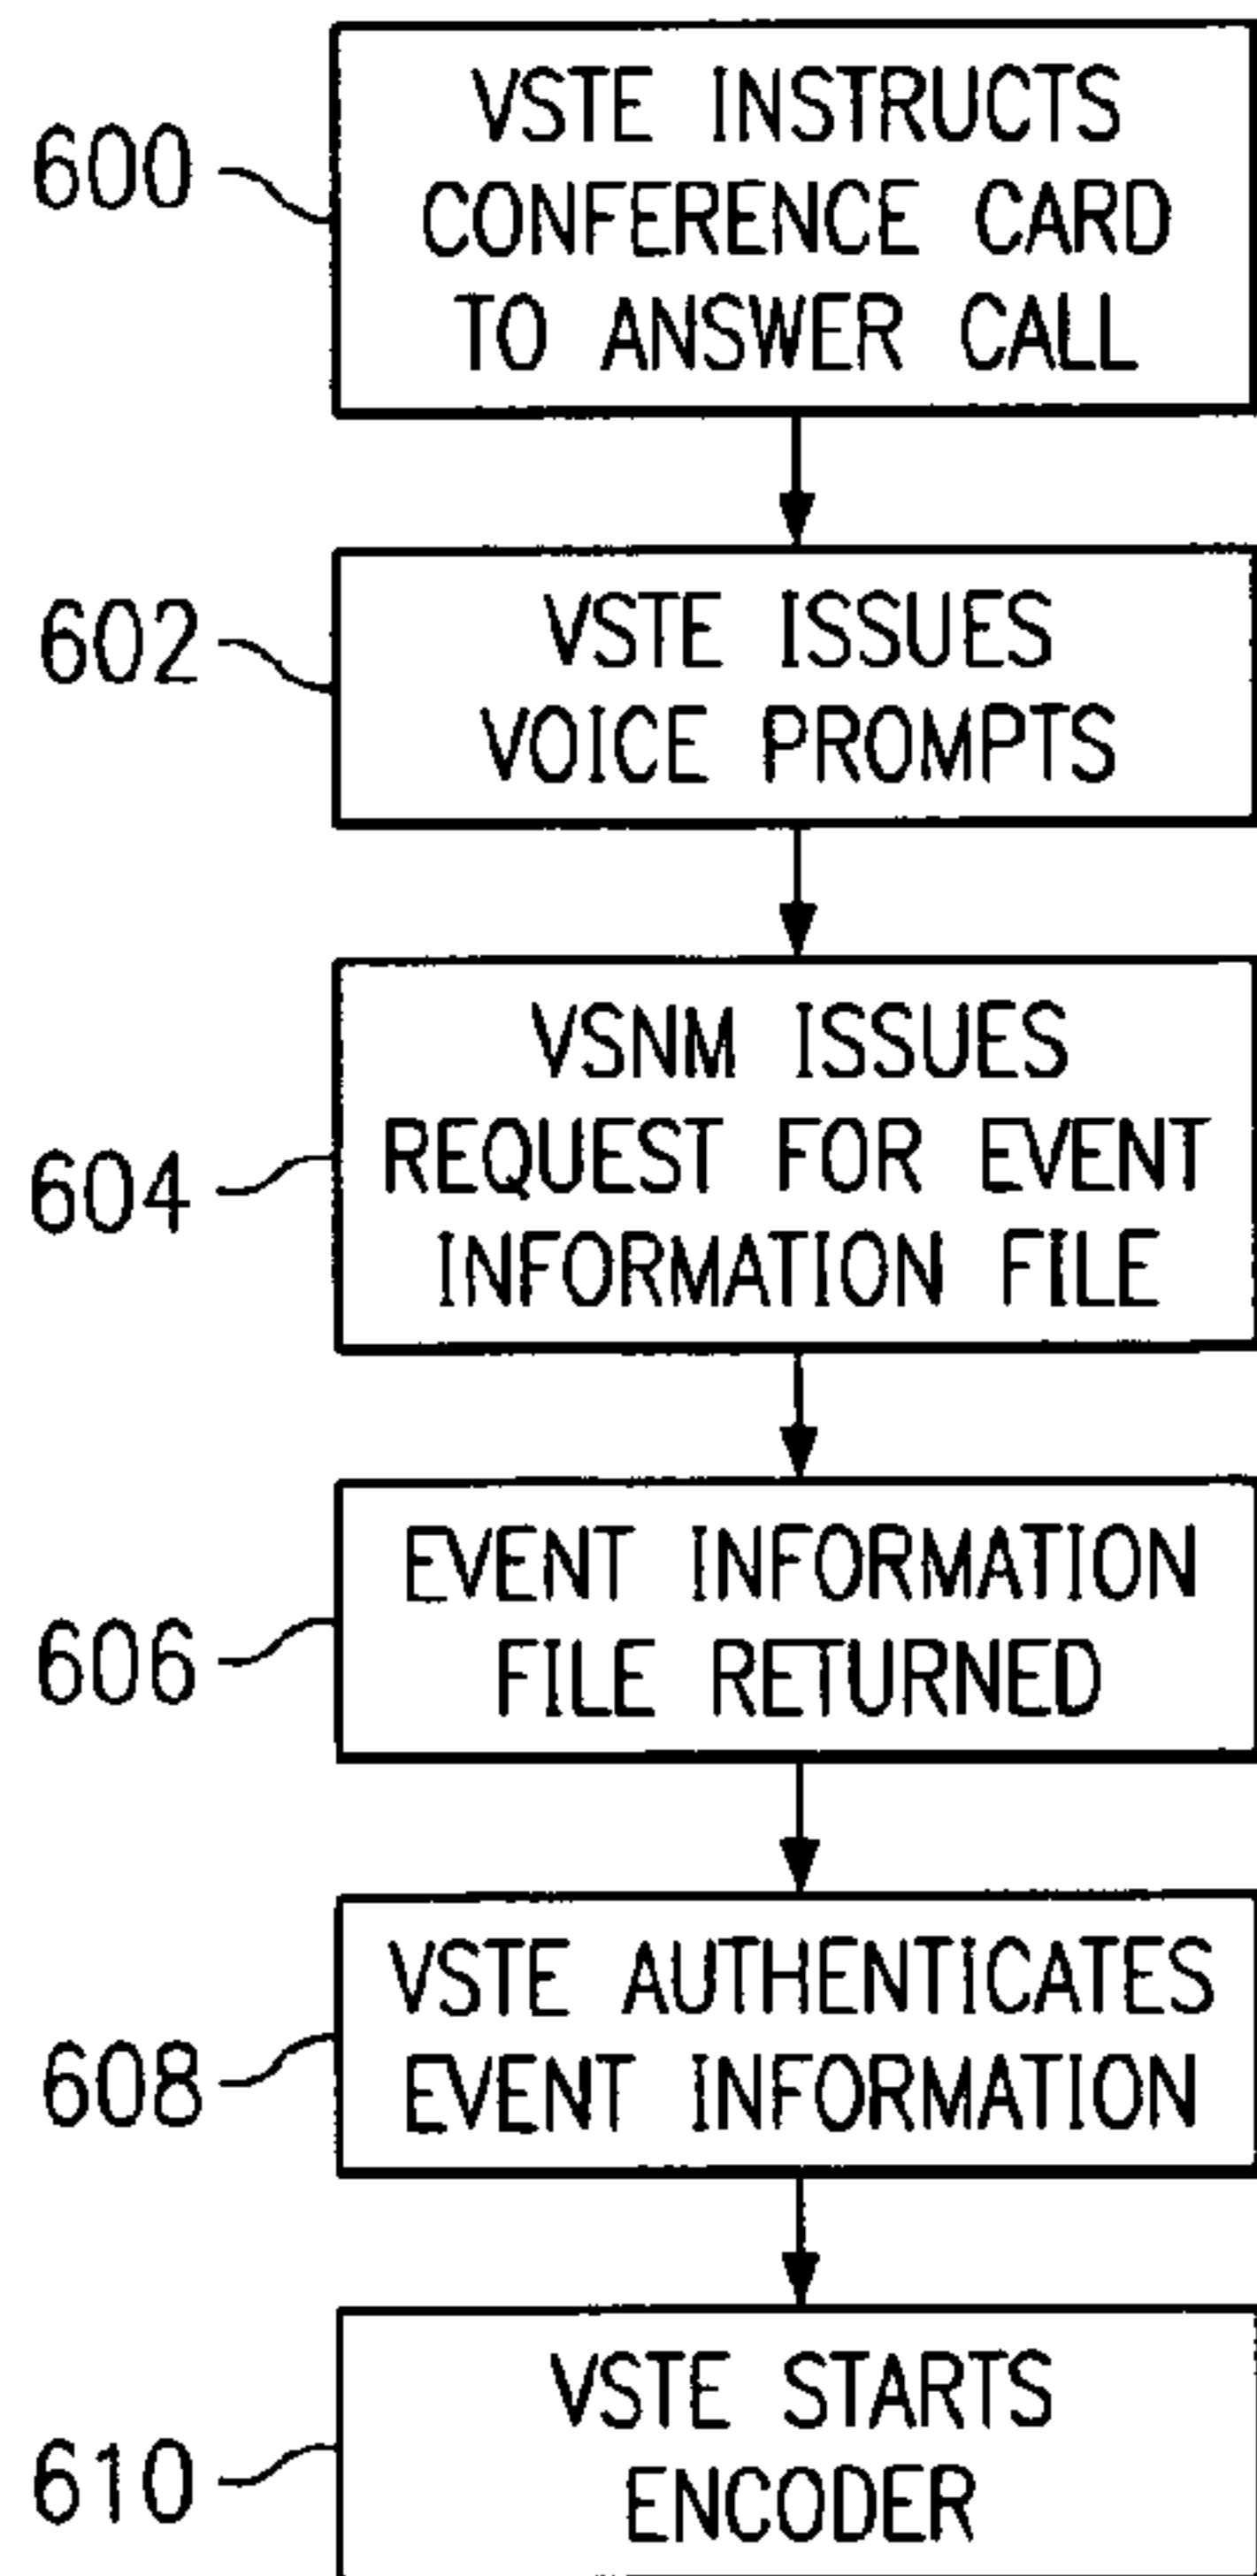 600
VSTE INSTRUCTS
CONFERENCE CARD
TO ANSWER CALL
602
VSTE ISSUES
VOICE PROMPTS
604
VSNM ISSUES
REQUEST FOR EVENT
INFORMATION FILE
606
EVENT INFORMATION
FILE RETURNED
608
VSTE AUTHENTICATES
EVENT INFORMATION
610
VSTE STARTS
ENCODER